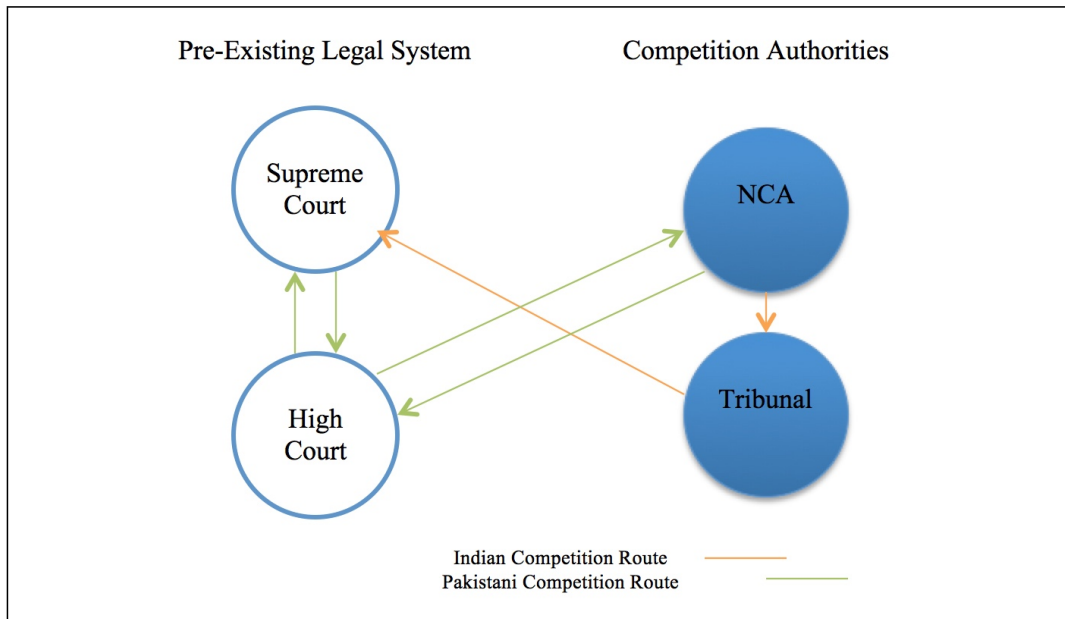 Pre-Existing Legal System
Competition Authorities
Supreme
Court
NCA
High
Court
Tribunal
Indian Competition Route
Pakistani Competition Route